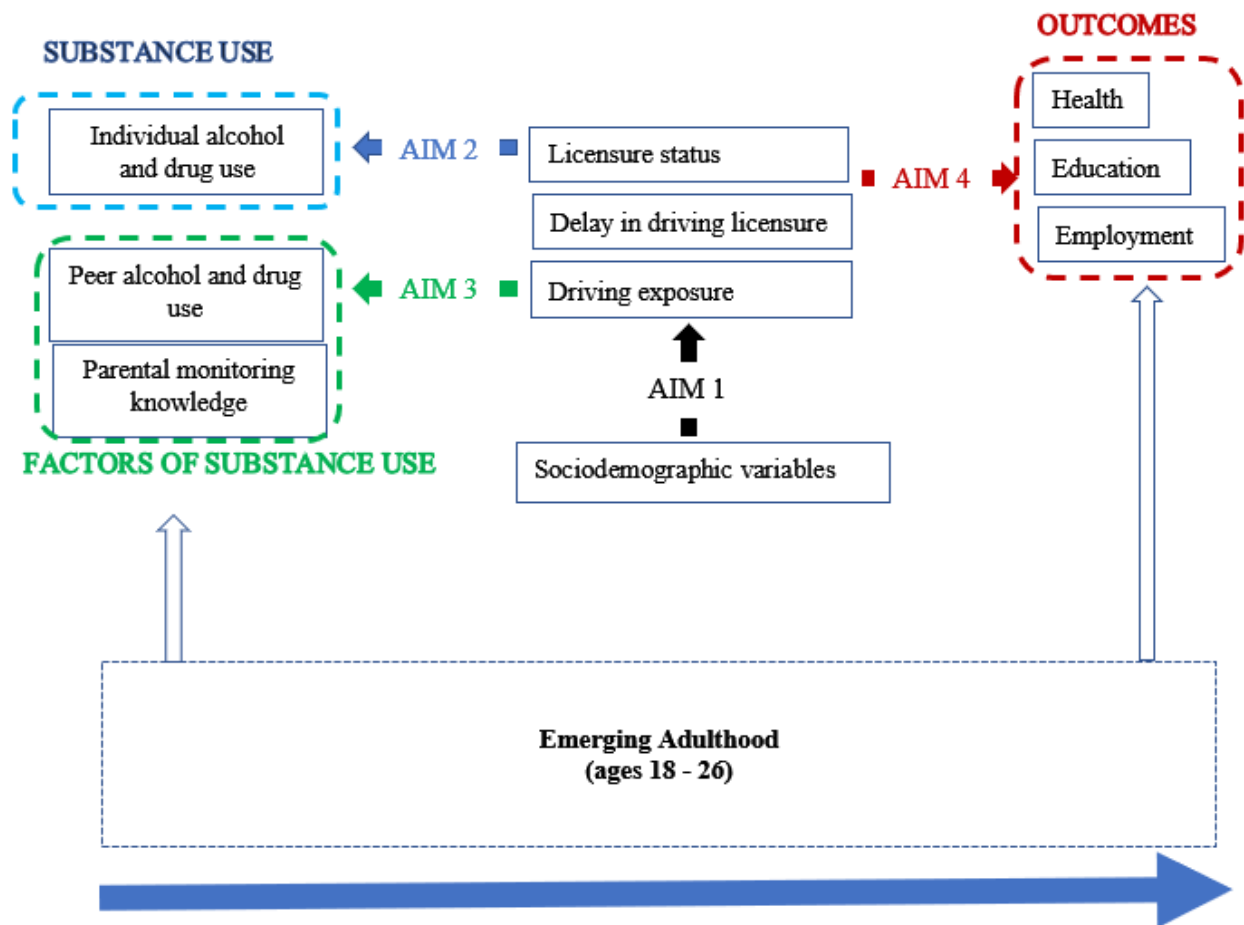 OUTCOMES
SUBSTANCE USE
Health
Individual alcohol
and drug use
AIM 2
Licensure status
AIM 4
Education
Delay in driving licensure
Employment
Peer alcohol and drug
use
AIM 3
Driving exposure
Parental monitoring
knowledge
AIM 1
FACTORS OF SUBSTANCE USE
Sociodemographic variables
Emerging Adulthood
(ages 18 - 26)